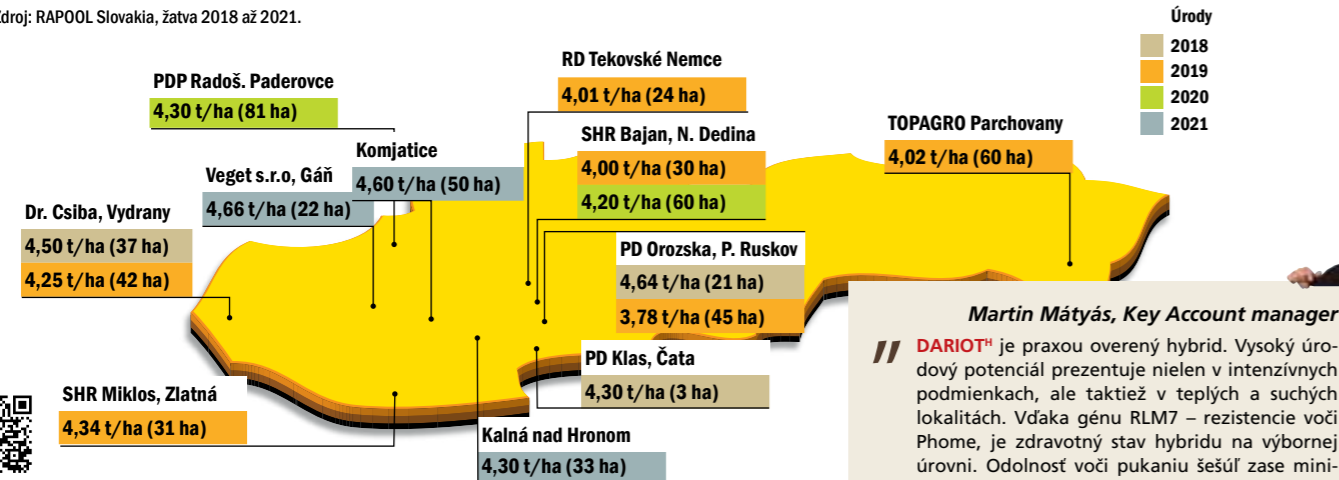 Zdroj: RAPOOL Slovakia, žatva 2018 až 2021.
Úrody
2018
2019
2020
2021
PDP Radoš. Paderovce
4,30 t/ha (81 ha)
RD Tekovské Nemce
4,01 t/ha (24 ha)
SHR Bajan, N. Dedina
4,00 t/ha (30 ha)
4,20 t/ha (60 ha)
TOPAGRO Parchovany
4,02 t/ha (60 ha)
Komjatice
4,60 t/ha (50 ha)
Veget s.r.o, Gáň
4,66 t/ha (22 ha)
Dr. Csiba, Vydrany
4,50 t/ha (37 ha)
4,25 t/ha (42 ha)
PD Orozska, P. Ruskov
4,64 t/ha (21 ha)
3,78 t/ha (45 ha)
PD Klas, Čata
4,30 t/ha (3 ha)
SHR Miklos, Zlatná
4,34 t/ha (31 ha)
Kalná nad Hronom
4,30 t/ha (33 ha)
Martin Mátyás, Key Account manager
" DARIOTᴴ je praxou overený hybrid. Vysoký úro-
dový potenciál prezentuje nielen v intenzívnych
podmienkach, ale taktiež v teplých a suchých
lokalitách. Vďaka génu RLM7 – rezistencie voči
Phome, je zdravotný stav hybridu na výbornej
úrovni. Odolnosť voči pukaniu šešúľ zase mini-